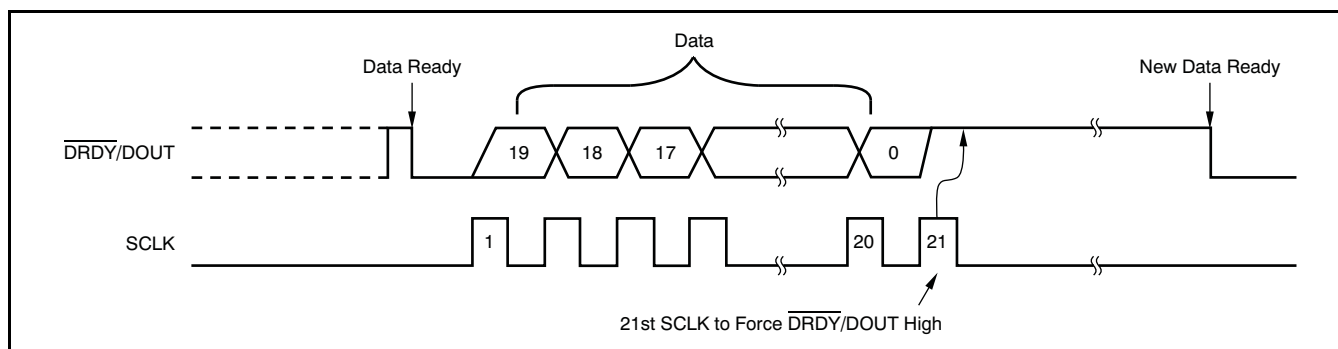 Data
Data Ready
New Data Ready
DRDY/DOUT
19 18 17 0
SCLK
1 20 21
21st SCLK to Force DRDY/DOUT High